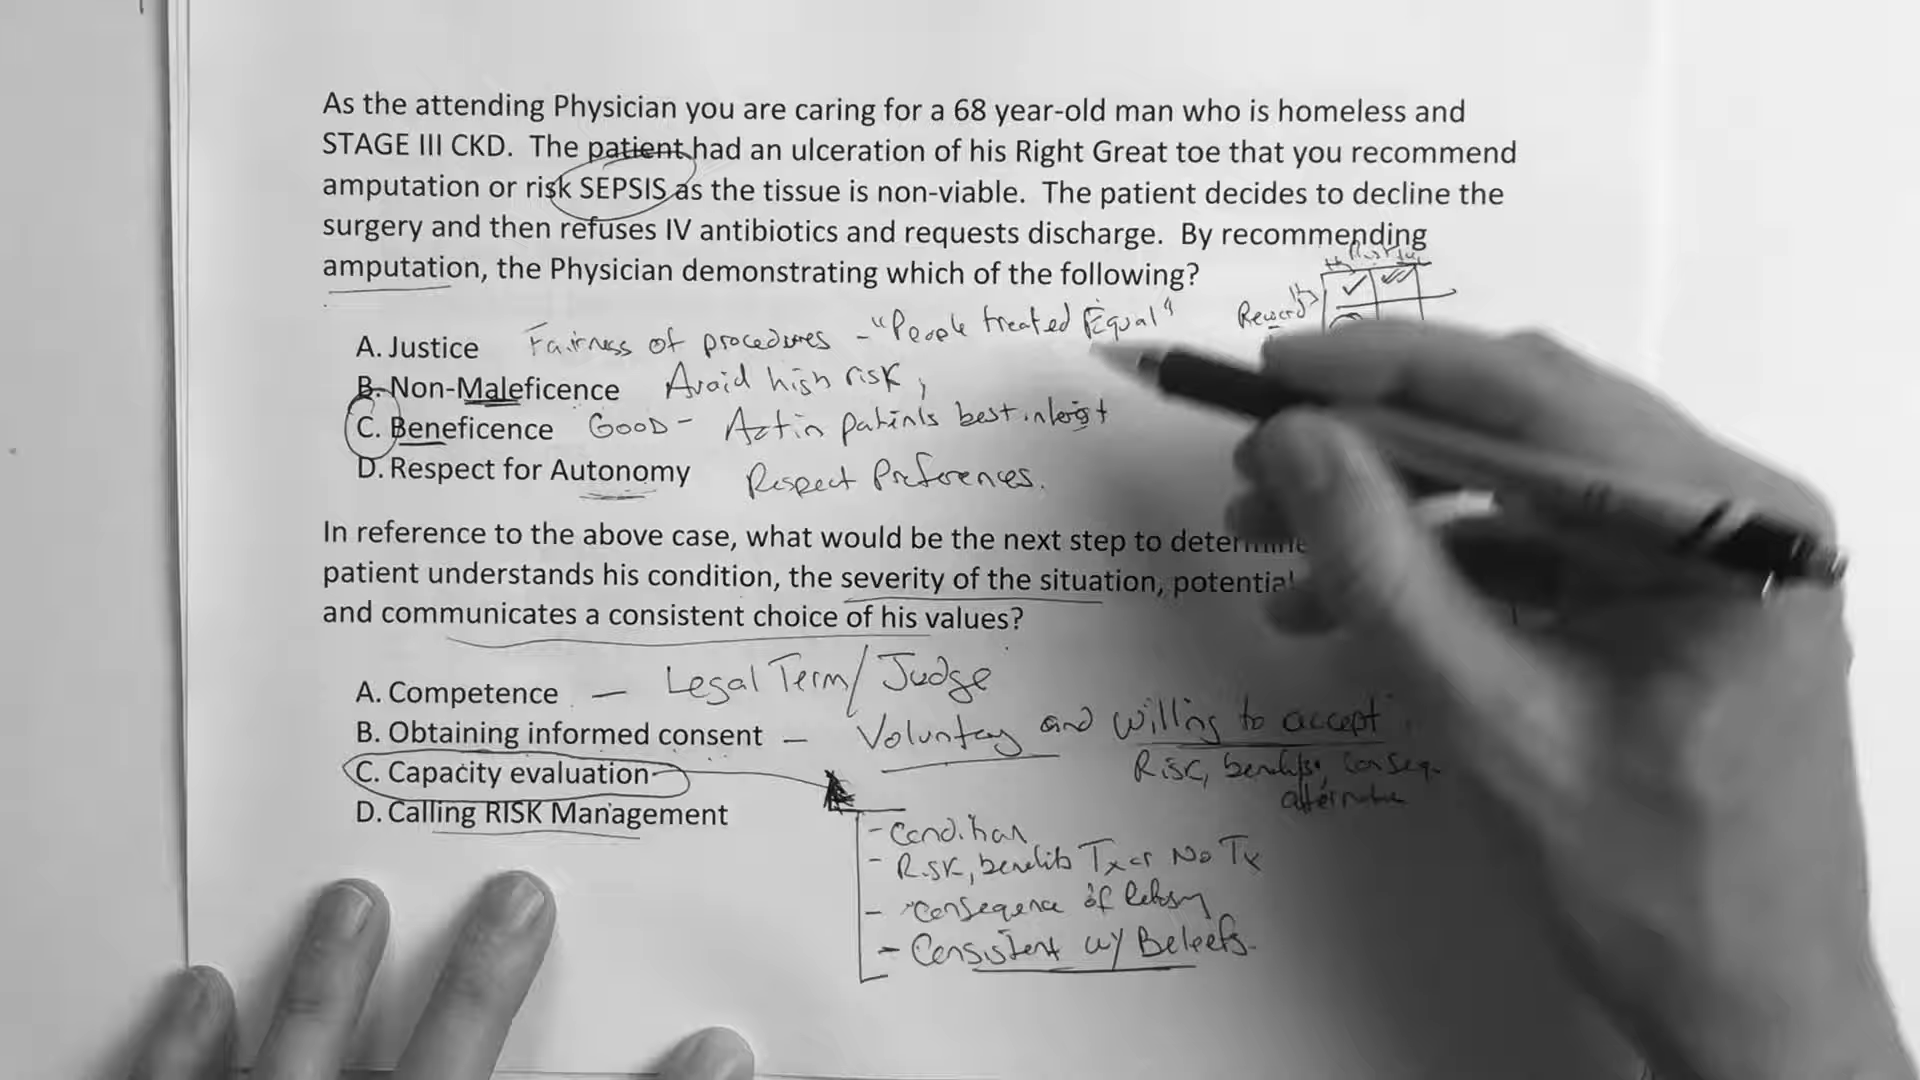 As the attending Physician you are caring for a 68 year-old man who is homeless and
STAGE III CKD. The patient had an ulceration of his Right Great toe that you recommend
amputation or risk SEPSIS as the tissue is non-viable. The patient decides to decline the
surgery and then refuses IV antibiotics and requests discharge. By recommending
amputation, the Physician demonstrating which of the following?
Reward
A. Justice Fairness of procedures - "People treated Equal"
B. Non-Maleficence Avoid high risk,
C. Beneficence GOOD - Act in patients best interest
D. Respect for Autonomy Respect Preferences.
In reference to the above case, what would be the next step to determine
patient understands his condition, the severity of the situation, potential
and communicates a consistent choice of his values?
A. Competence — Legal Term/Judge
B. Obtaining informed consent — Voluntary and willing to accept
Risk, benefits,
C. Capacity evaluation
D. Calling RISK Management
- Condition
- Risk, benefits Tx or No Tx
- Consequence of
- Consistent w/ Beleefs.